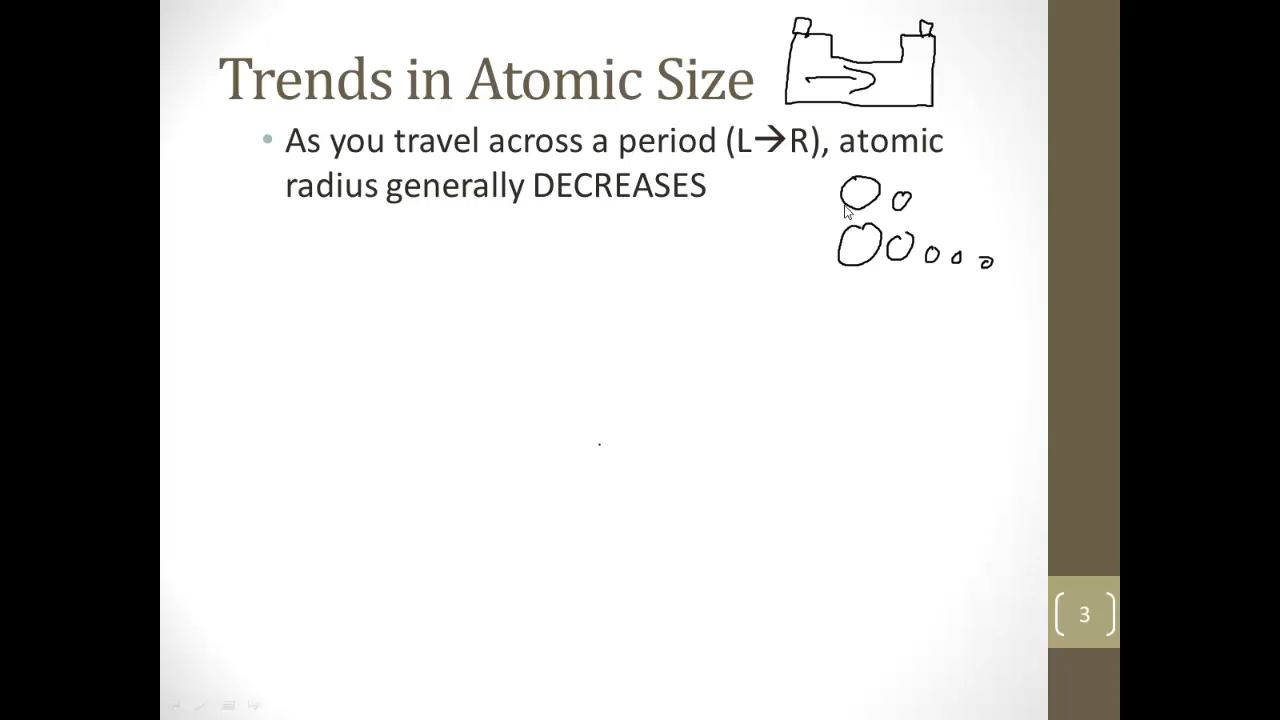 Trends in Atomic Size
• As you travel across a period (L→R), atomic
radius generally DECREASES
3